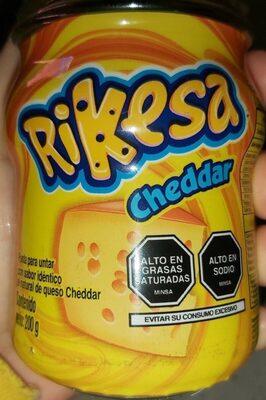 Rikesa
Cheddar
para untar
con sabor idéntico
natural de queso Cheddar
Contenido
200 g
ALTO EN
GRASAS
SATURADAS
MINSA
ALTO EN
SODIO
MINSA
EVITAR SU CONSUMO EXCESIVO